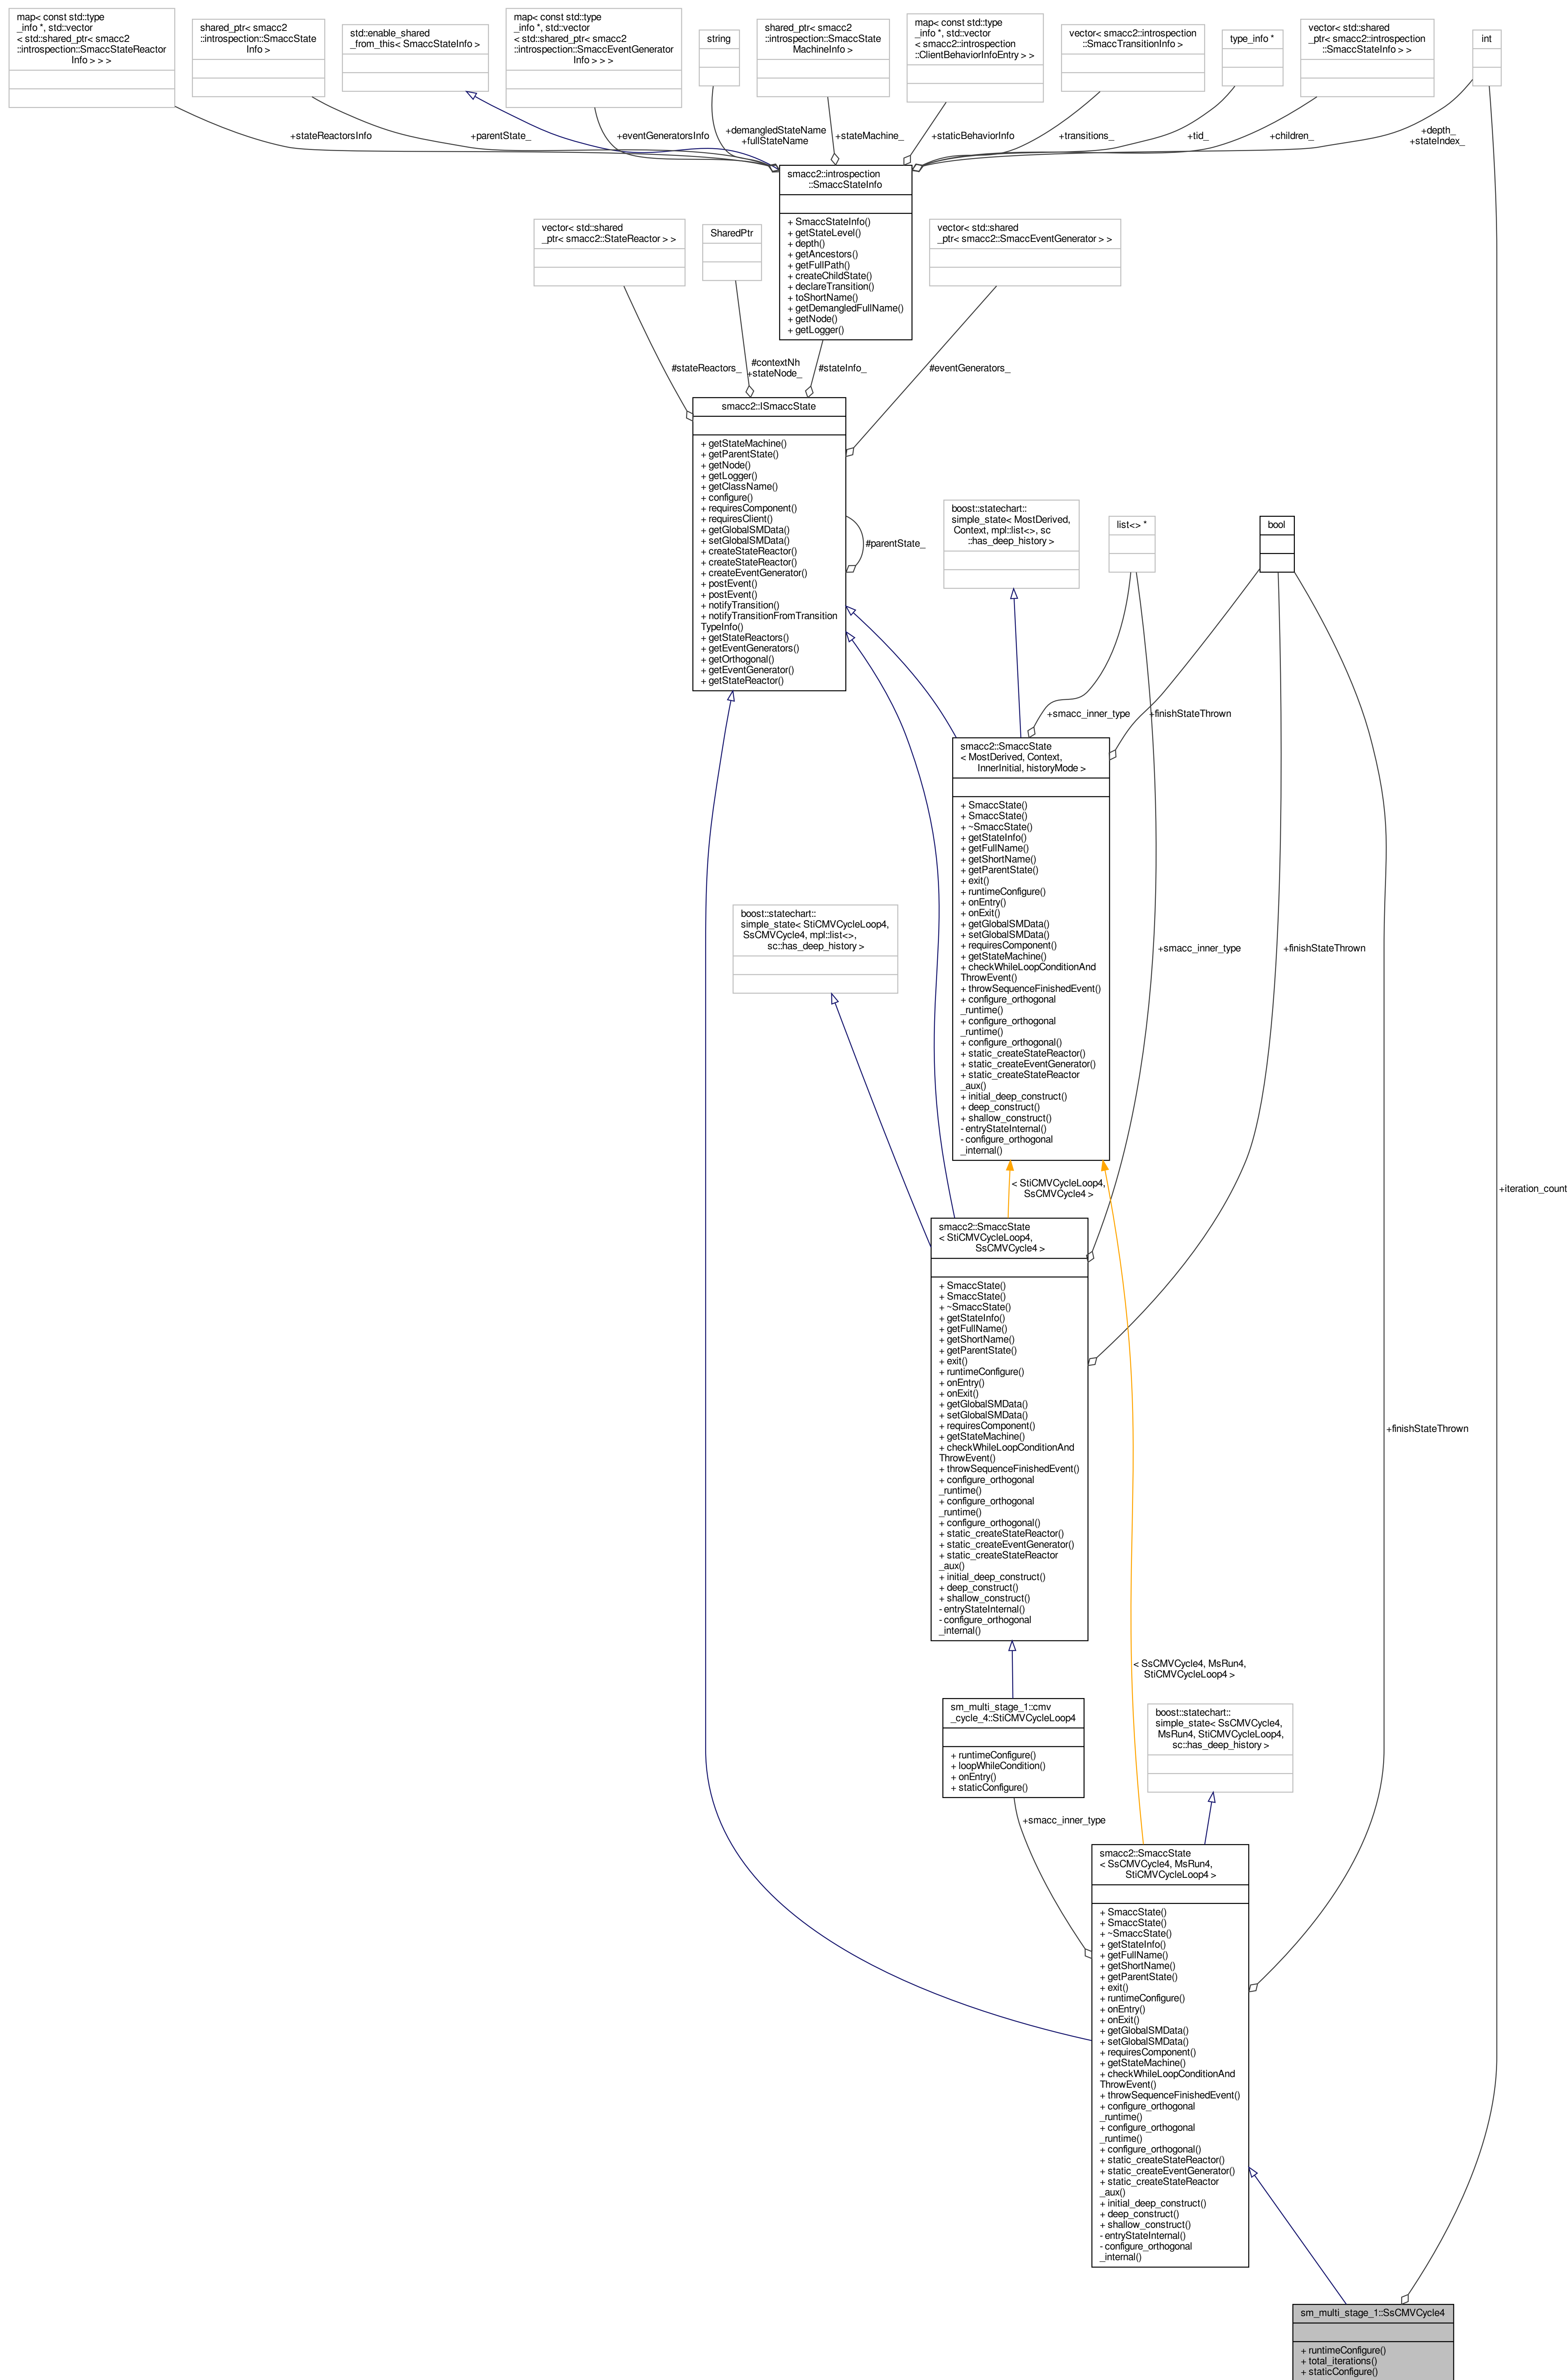 map< const std::type
_info *, std::vector
< std::shared_ptr< smacc2
::introspection::SmaccStateReactor
Info > > >
shared_ptr< smacc2
::introspection::SmaccState
Info >
std::enable_shared
_from_this< SmaccStateInfo >
map< const std::type
_info *, std::vector
< std::shared_ptr< smacc2
::introspection::SmaccEventGenerator
Info > > >
string
shared_ptr< smacc2
::introspection::SmaccState
MachineInfo >
map< const std::type
_info *, std::vector
< smacc2::introspection
::ClientBehaviorInfoEntry > >
vector< smacc2::introspection
::SmaccTransitionInfo >
type_info *
vector< std::shared
_ptr< smacc2::introspection
::SmaccStateInfo > >
int
+stateReactorsInfo
+parentState_
+eventGeneratorsInfo
+demangledStateName
+fullStateName
+stateMachine_
+staticBehaviorInfo
+transitions_
+tid_
+children_
+depth_
+stateIndex_
smacc2::introspection
::SmaccStateInfo
+ SmaccStateInfo()
+ getStateLevel()
+ depth()
+ getAncestors()
+ getFullPath()
+ createChildState()
+ declareTransition()
+ toShortName()
+ getDemangledFullName()
+ getNode()
+ getLogger()
vector< std::shared
_ptr< smacc2::StateReactor > >
SharedPtr
vector< std::shared
_ptr< smacc2::SmaccEventGenerator > >
#stateReactors_
#contextNh
+stateNode_
#stateInfo_
#eventGenerators_
smacc2::ISmaccState
+ getStateMachine()
+ getParentState()
+ getNode()
+ getLogger()
+ getClassName()
+ configure()
+ requiresComponent()
+ requiresClient()
+ getGlobalSMData()
+ setGlobalSMData()
+ createStateReactor()
+ createStateReactor()
+ createEventGenerator()
+ postEvent()
+ postEvent()
+ notifyTransition()
+ notifyTransitionFromTransition
TypeInfo()
+ getStateReactors()
+ getEventGenerators()
+ getOrthogonal()
+ getEventGenerator()
+ getStateReactor()
#parentState_
boost::statechart::
simple_state< MostDerived,
Context, mpl::list<>, sc
::has_deep_history >
list<> *
bool
+smacc_inner_type
+finishStateThrown
smacc2::SmaccState
< MostDerived, Context,
InnerInitial, historyMode >
+ SmaccState()
+ SmaccState()
+ ~SmaccState()
+ getStateInfo()
+ getFullName()
+ getShortName()
+ getParentState()
+ exit()
+ runtimeConfigure()
+ onEntry()
+ onExit()
+ getGlobalSMData()
+ setGlobalSMData()
+ requiresComponent()
+ getStateMachine()
+ checkWhileLoopConditionAnd
ThrowEvent()
+ throwSequenceFinishedEvent()
+ configure_orthogonal
_runtime()
+ configure_orthogonal
_runtime()
+ configure_orthogonal()
+ static_createStateReactor()
+ static_createEventGenerator()
+ static_createStateReactor
_aux()
+ initial_deep_construct()
+ deep_construct()
+ shallow_construct()
- entryStateInternal()
- configure_orthogonal
_internal()
boost::statechart::
simple_state< StiCMVCycleLoop4,
SsCMVCycle4, mpl::list<>,
sc::has_deep_history >
+smacc_inner_type
+finishStateThrown
< StiCMVCycleLoop4,
SsCMVCycle4 >
+iteration_count
smacc2::SmaccState
< StiCMVCycleLoop4,
SsCMVCycle4 >
+ SmaccState()
+ SmaccState()
+ ~SmaccState()
+ getStateInfo()
+ getFullName()
+ getShortName()
+ getParentState()
+ exit()
+ runtimeConfigure()
+ onEntry()
+ onExit()
+ getGlobalSMData()
+ setGlobalSMData()
+ requiresComponent()
+ getStateMachine()
+ checkWhileLoopConditionAnd
ThrowEvent()
+ throwSequenceFinishedEvent()
+ configure_orthogonal
_runtime()
+ configure_orthogonal
_runtime()
+ configure_orthogonal()
+ static_createStateReactor()
+ static_createEventGenerator()
+ static_createStateReactor
_aux()
+ initial_deep_construct()
+ deep_construct()
+ shallow_construct()
- entryStateInternal()
- configure_orthogonal
_internal()
+finishStateThrown
< SsCMVCycle4, MsRun4,
StiCMVCycleLoop4 >
sm_multi_stage_1::cmv
_cycle_4::StiCMVCycleLoop4
+ runtimeConfigure()
+ loopWhileCondition()
+ onEntry()
+ staticConfigure()
boost::statechart::
simple_state< SsCMVCycle4,
MsRun4, StiCMVCycleLoop4,
sc::has_deep_history >
+smacc_inner_type
smacc2::SmaccState
< SsCMVCycle4, MsRun4,
StiCMVCycleLoop4 >
+ SmaccState()
+ SmaccState()
+ ~SmaccState()
+ getStateInfo()
+ getFullName()
+ getShortName()
+ getParentState()
+ exit()
+ runtimeConfigure()
+ onEntry()
+ onExit()
+ getGlobalSMData()
+ setGlobalSMData()
+ requiresComponent()
+ getStateMachine()
+ checkWhileLoopConditionAnd
ThrowEvent()
+ throwSequenceFinishedEvent()
+ configure_orthogonal
_runtime()
+ configure_orthogonal
_runtime()
+ configure_orthogonal()
+ static_createStateReactor()
+ static_createEventGenerator()
+ static_createStateReactor
_aux()
+ initial_deep_construct()
+ deep_construct()
+ shallow_construct()
- entryStateInternal()
- configure_orthogonal
_internal()
sm_multi_stage_1::SsCMVCycle4
+ runtimeConfigure()
+ total_iterations()
+ staticConfigure()